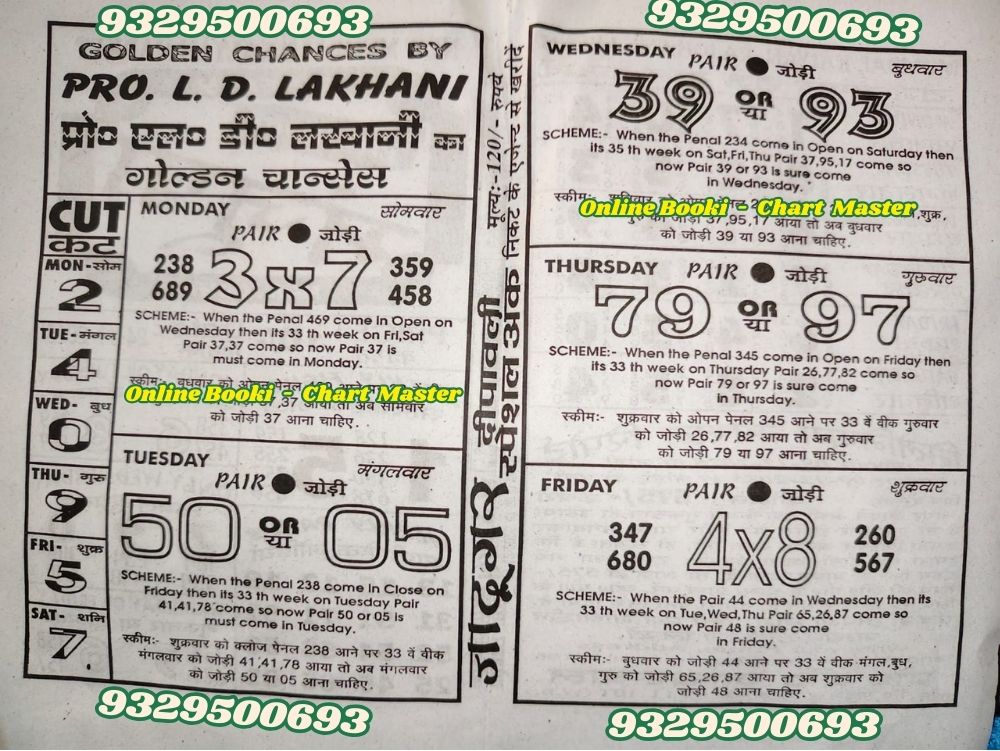 9329500693
9329500693
GOLDEN CHANCES BY
PRO. L. D. LAKHANI
प्रो० एल० डी० लखानी का
गोल्डन चान्सेस
CUT
कट
MON-सोम
2
TUE-मंगल
4
WED- बुध
0
THU- गुरु
9
FRI- शुक्र
5
SAT- शनि
7
MONDAY सोमवार
PAIR ● जोड़ी
238 3x7 359
689 458
SCHEME:- When the Penal 469 come in Open on
Wednesday then its 33 th week on Fri,Sat
Pair 37,37 come so now Pair 37 is
must come in Monday.
स्कीम:- बुधवार को ओपन पेनल
Online Booki - Chart Master
37 आया तो अब सोमवार
को जोड़ी 37 आना चाहिए.
TUESDAY मंगलवार
PAIR ● जोड़ी
50 OR या 05
SCHEME:- When the Penal 238 come in Close on
Friday then its 33 th week on Tuesday Pair
41,41,78 come so now Pair 50 or 05 is
must come in Tuesday.
स्कीम:- शुक्रवार को क्लोज पेनल 238 आने पर 33 वें वीक
मंगलवार को जोड़ी 41,41,78 आया तो अब मंगलवार
को जोड़ी 50 या 05 आना चाहिए.
जादूगर दीपावली स्पेशल अंक
मूल्य:-120/- रुपये
निकट के एजेन्ट से खरीदें
WEDNESDAY बुधवार
PAIR ● जोड़ी
39 OR या 93
SCHEME:- When the Penal 234 come in Open on Saturday then
its 35 th week on Sat,Fri,Thu Pair 37,95,17 come so
now Pair 39 or 93 is sure come
in Wednesday.
स्कीम:-
Online Booki - Chart Master
शुक्र,
गुरु को जोड़ी 37,95,17 आया तो अब बुधवार
को जोड़ी 39 या 93 आना चाहिए.
THURSDAY गुरुवार
PAIR ● जोड़ी
79 OR या 97
SCHEME:- When the Penal 345 come in Open on Friday then
its 33 th week on Thursday Pair 26,77,82 come so
now Pair 79 or 97 is sure come
in Thursday.
स्कीम:- शुक्रवार को ओपन पेनल 345 आने पर 33 वें वीक गुरुवार
को जोड़ी 26,77,82 आया तो अब गुरुवार
को जोड़ी 79 या 97 आना चाहिए.
FRIDAY शुक्रवार
PAIR ● जोड़ी
347 4x8 260
680 567
SCHEME:- When the Pair 44 come in Wednesday then its
33 th week on Tue,Wed,Thu Pair 65,26,87 come so
now Pair 48 is sure come
in Friday.
स्कीम:- बुधवार को जोड़ी 44 आने पर 33 वें वीक मंगल,बुध,
गुरु को जोड़ी 65,26,87 आया तो अब शुक्रवार को
जोड़ी 48 आना चाहिए.
9329500693
9329500693